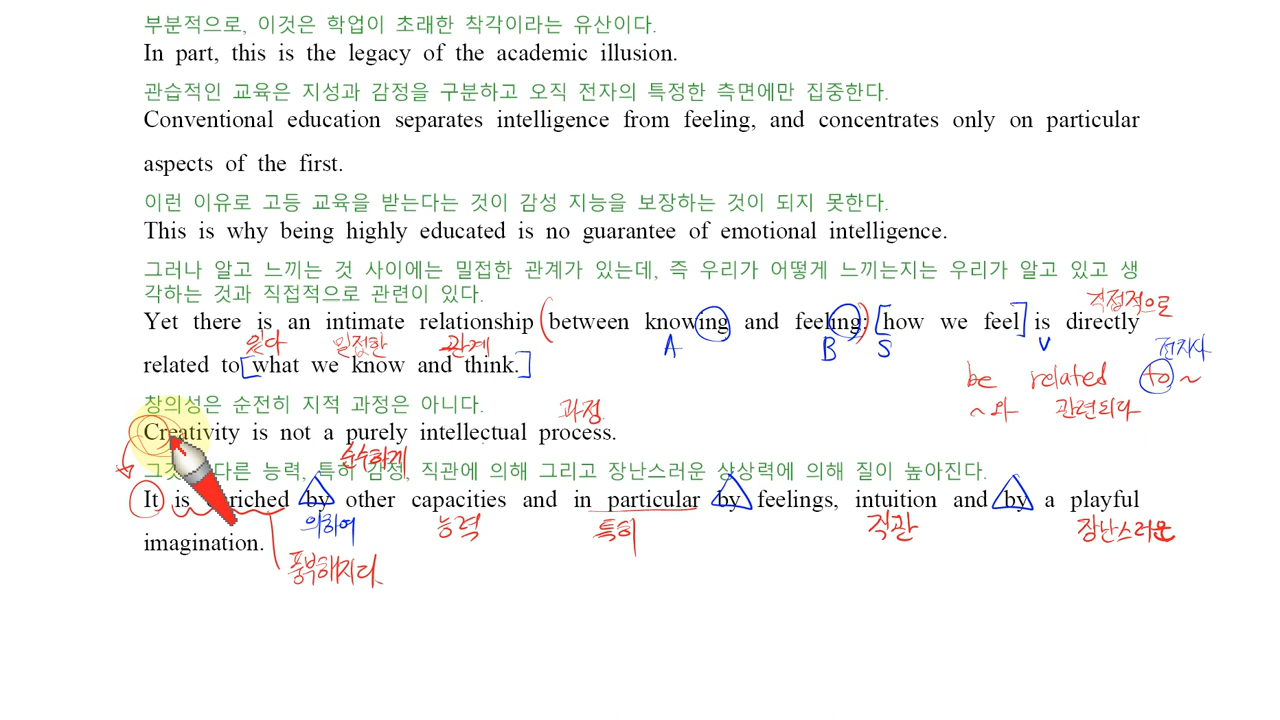 부분적으로, 이것은 학업이 초래한 착각이라는 유산이다.
In part, this is the legacy of the academic illusion.
관습적인 교육은 지성과 감정을 구분하고 오직 전자의 특정한 측면에만 집중한다.
Conventional education separates intelligence from feeling, and concentrates only on particular
aspects of the first.
이런 이유로 고등 교육을 받는다는 것이 감성 지능을 보장하는 것이 되지 못한다.
This is why being highly educated is no guarantee of emotional intelligence.
그러나 알고 느끼는 것 사이에는 밀접한 관계가 있는데, 즉 우리가 어떻게 느끼는지는 우리가 알고 있고 생
각하는 것과 직접적으로 관련이 있다.
직접적으로
Yet there is an intimate relationship (between knowing and feeling;) [how we feel] is directly
있다 밀접한 관계 A B S V 전치사
related to [what we know and think.]
be related to ~
~와 관련되다
창의성은 순전히 지적 과정은 아니다.
과정
Creativity is not a purely intellectual process.
순수하게
다른 능력, 특히 감정, 직관에 의해 그리고 장난스러운 상상력에 의해 질이 높아진다.
It is riched by other capacities and in particular by feelings, intuition and by a playful
의하여 능력 특히 직관 장난스러운
imagination.
풍부해지다